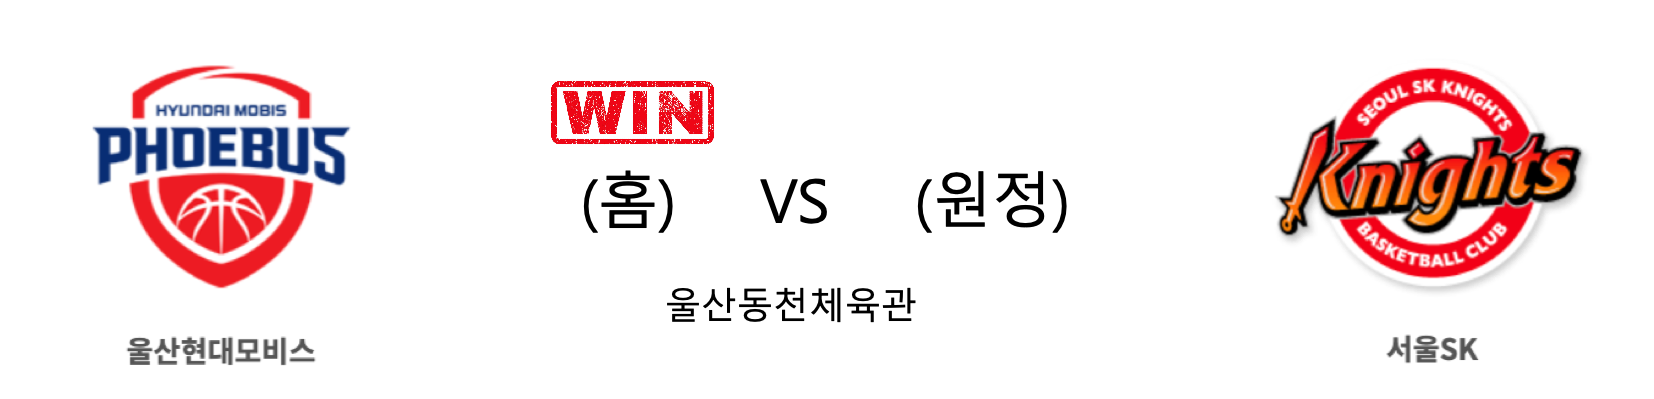 HYUNDAI MOBIS
PHOEBUS
울산현대모비스
WIN
(홈) VS (원정)
울산동천체육관
SEOUL SK KNIGHTS
Knights
BASKETBALL CLUB
서울SK